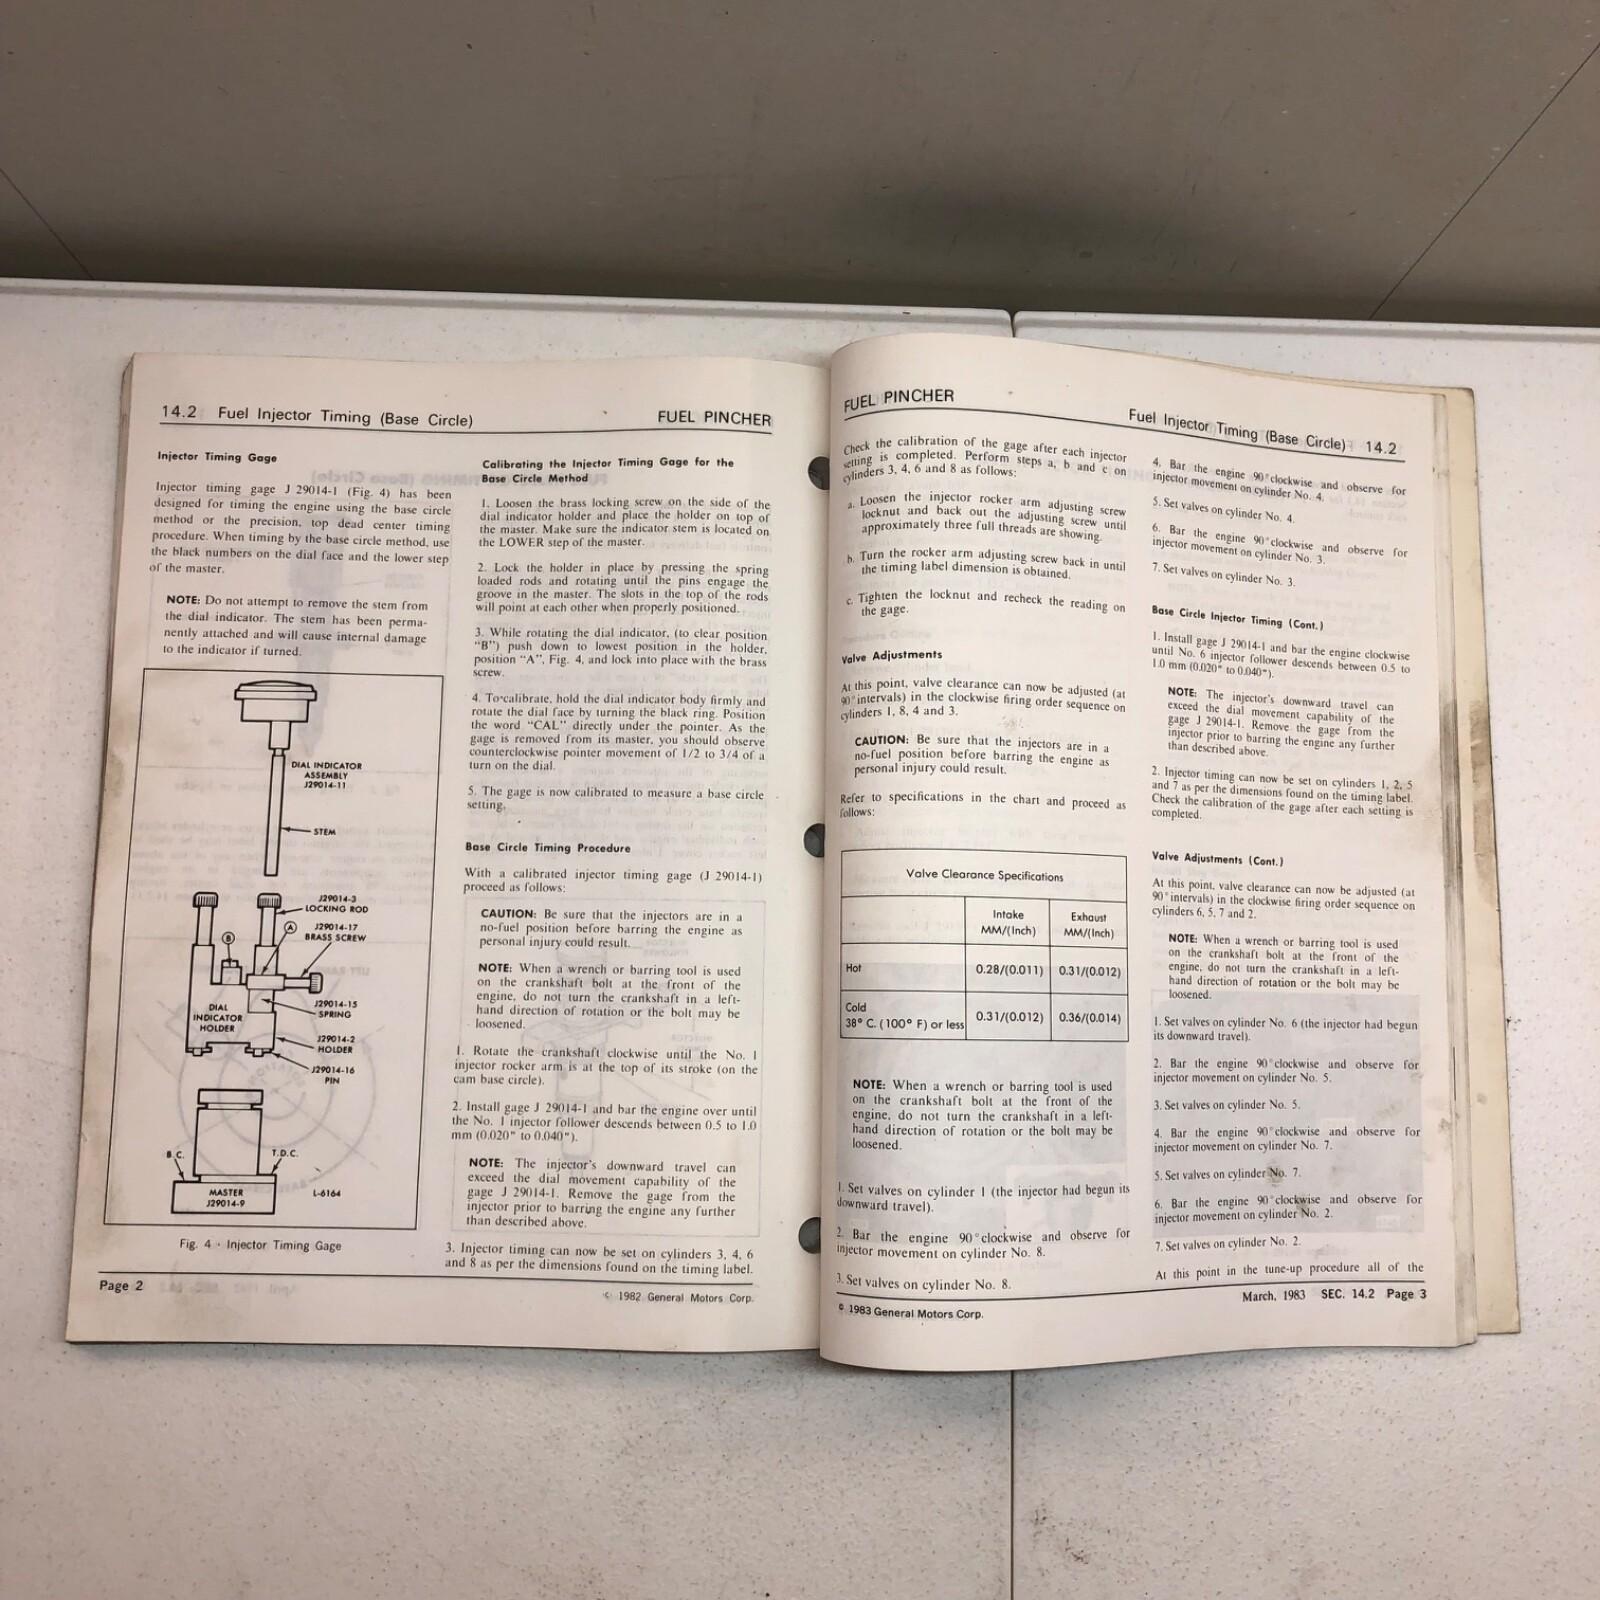 14.2 Fuel Injector Timing (Base Circle) FUEL PINCHER
Injector Timing Gage
Injector timing gage J 29014-1 (Fig. 4) has been
designed for timing the engine using the base circle
method or the precision, top dead center timing
procedure. When timing by the base circle method, use
the black numbers on the dial face and the lower step
of the master.
NOTE: Do not attempt to remove the stem from
the dial indicator. The stem has been perma-
nently attached and will cause internal damage
to the indicator if turned.
DIAL INDICATOR
ASSEMBLY
J29014-11
STEM
J29014-3
LOCKING ROD
A
J29014-17
BRASS SCREW
B
DIAL
INDICATOR
HOLDER
J29014-15
SPRING
J29014-2
HOLDER
J29014-16
PIN
B.C.
T.D.C.
MASTER
J29014-9
L-6164
Fig. 4 - Injector Timing Gage
Calibrating the Injector Timing Gage for the
Base Circle Method
1. Loosen the brass locking screw on the side of the
dial indicator holder and place the holder on top of
the master. Make sure the indicator stem is located on
the LOWER step of the master.
2. Lock the holder in place by pressing the spring
loaded rods and rotating until the pins engage the
groove in the master. The slots in the top of the rods
will point at each other when properly positioned.
3. While rotating the dial indicator, (to clear position
"B") push down to lowest position in the holder,
position "A", Fig. 4, and lock into place with the brass
screw.
4. To calibrate, hold the dial indicator body firmly and
rotate the dial face by turning the black ring. Position
the word "CAL" directly under the pointer. As the
gage is removed from its master, you should observe
counterclockwise pointer movement of 1/2 to 3/4 of a
turn on the dial.
5. The gage is now calibrated to measure a base circle
setting.
Base Circle Timing Procedure
With a calibrated injector timing gage (J 29014-1)
proceed as follows:
CAUTION: Be sure that the injectors are in a
no-fuel position before barring the engine as
personal injury could result.
NOTE: When a wrench or barring tool is used
on the crankshaft bolt at the front of the
engine, do not turn the crankshaft in a left-
hand direction of rotation or the bolt may be
loosened.
1. Rotate the crankshaft clockwise until the No. 1
injector rocker arm is at the top of its stroke (on the
cam base circle).
2. Install gage J 29014-1 and bar the engine over until
the No. 1 injector follower descends between 0.5 to 1.0
mm (0.020" to 0.040").
NOTE: The injector's downward travel can
exceed the dial movement capability of the
gage J 29014-1. Remove the gage from the
injector prior to barring the engine any further
than described above.
3. Injector timing can now be set on cylinders 3, 4, 6
and 8 as per the dimensions found on the timing label.
Page 2
© 1982 General Motors Corp.
FUEL PINCHER
Fuel Injector Timing (Base Circle) 14.2
Check the calibration of the gage after each injector
setting is completed. Perform steps a, b and c on
cylinders 3, 4, 6 and 8 as follows:
a. Loosen the injector rocker arm adjusting screw
locknut and back out the adjusting screw until
approximately three full threads are showing.
b. Turn the rocker arm adjusting screw back in until
the timing label dimension is obtained.
c. Tighten the locknut and recheck the reading on
the gage.
Valve Adjustments
At this point, valve clearance can now be adjusted (at
90° intervals) in the clockwise firing order sequence on
cylinders 1, 8, 4 and 3.
CAUTION: Be sure that the injectors are in a
no-fuel position before barring the engine as
personal injury could result.
Refer to specifications in the chart and proceed as
follows:
Valve Clearance Specifications
Intake Exhaust
MM/(Inch) MM/(Inch)
Hot 0.28/(0.011) 0.31/(0.012)
Cold
38° C. (100° F) or less 0.31/(0.012) 0.36/(0.014)
NOTE: When a wrench or barring tool is used
on the crankshaft bolt at the front of the
engine, do not turn the crankshaft in a left-
hand direction of rotation or the bolt may be
loosened.
1. Set valves on cylinder 1 (the injector had begun its
downward travel).
2. Bar the engine 90° clockwise and observe for
injector movement on cylinder No. 8.
3. Set valves on cylinder No. 8.
4. Bar the engine 90° clockwise and observe for
injector movement on cylinder No. 4.
5. Set valves on cylinder No. 4.
6. Bar the engine 90° clockwise and observe for
injector movement on cylinder No. 3.
7. Set valves on cylinder No. 3.
Base Circle Injector Timing (Cont.)
1. Install gage J 29014-1 and bar the engine clockwise
until No. 6 injector follower descends between 0.5 to
1.0 mm (0.020" to 0.040").
NOTE: The injector's downward travel can
exceed the dial movement capability of the
gage J 29014-1. Remove the gage from the
injector prior to barring the engine any further
than described above.
2. Injector timing can now be set on cylinders 1, 2, 5
and 7 as per the dimensions found on the timing label.
Check the calibration of the gage after each setting is
completed.
Valve Adjustments (Cont.)
At this point, valve clearance can now be adjusted (at
90° intervals) in the clockwise firing order sequence on
cylinders 6, 5, 7 and 2.
NOTE: When a wrench or barring tool is used
on the crankshaft bolt at the front of the
engine, do not turn the crankshaft in a left-
hand direction of rotation or the bolt may be
loosened.
1. Set valves on cylinder No. 6 (the injector had begun
its downward travel).
2. Bar the engine 90° clockwise and observe for
injector movement on cylinder No. 5.
3. Set valves on cylinder No. 5.
4. Bar the engine 90° clockwise and observe for
injector movement on cylinder No. 7.
5. Set valves on cylinder No. 7.
6. Bar the engine 90° clockwise and observe for
injector movement on cylinder No. 2.
7. Set valves on cylinder No. 2.
At this point in the tune-up procedure all of the
© 1983 General Motors Corp.
March, 1983 SEC. 14.2 Page 3